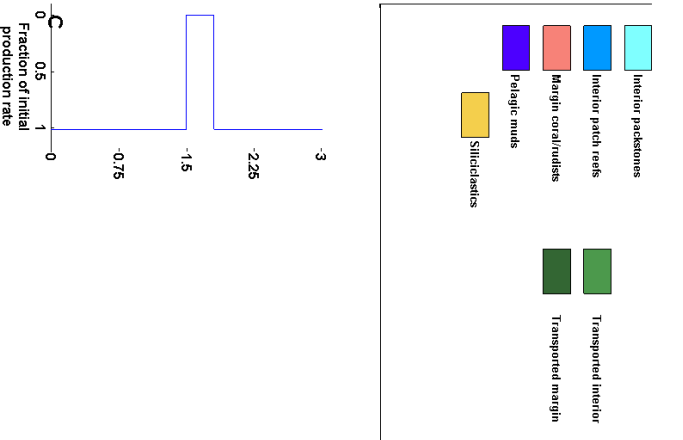 Interior packstones
Interior patch reefs
Transported interior
Margin coral/rudists
Transported margin
Pelagic muds
Siliciclastics
-3
-2.25
-1.5
-0.75
0
C
0
0.5
1
Fraction of initial
production rate